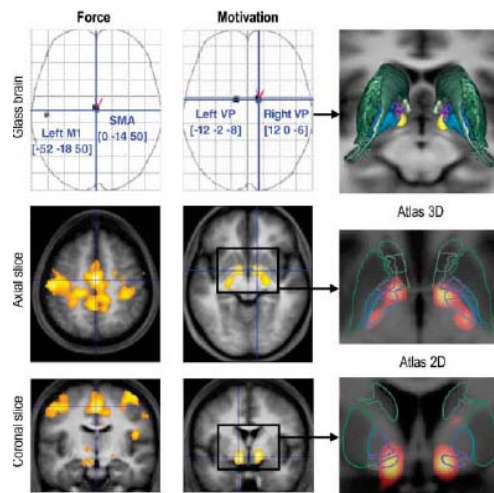 Force
Motivation
Glass brain
Left M1
[-52 -18 50]
SMA
[0 -14 50]
Left VP
[-12 -2 -8]
Right VP
[12 0 -6]
Atlas 3D
Axial slice
Atlas 2D
Coronal slice